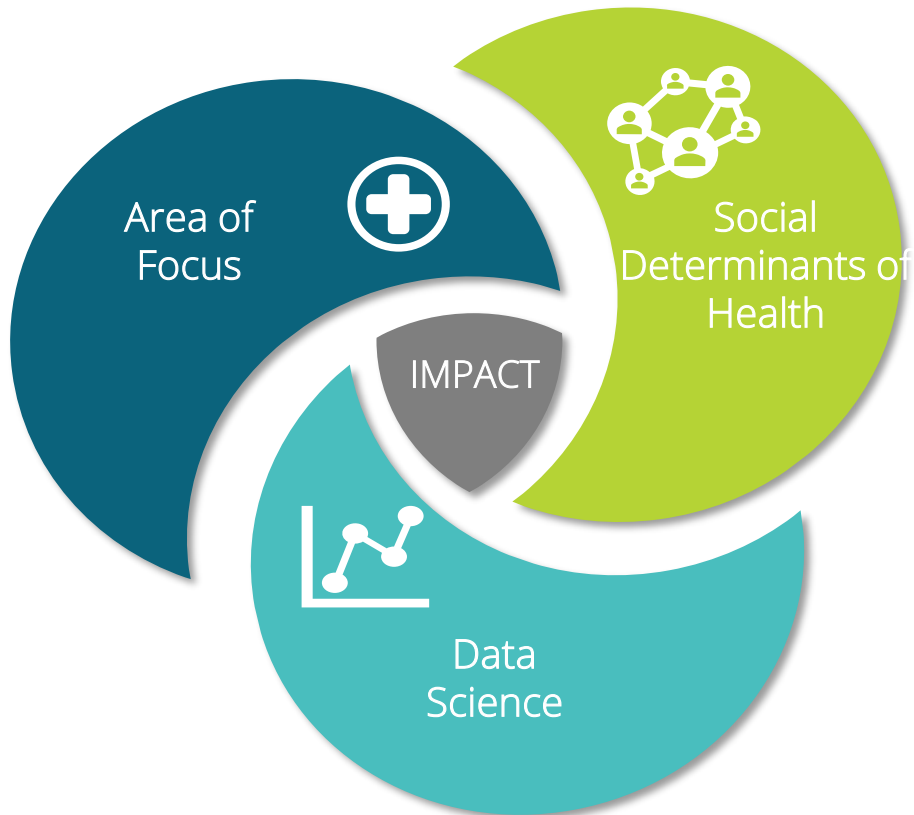 Area of
Focus
Social
Determinants of
Health
IMPACT
Data
Science